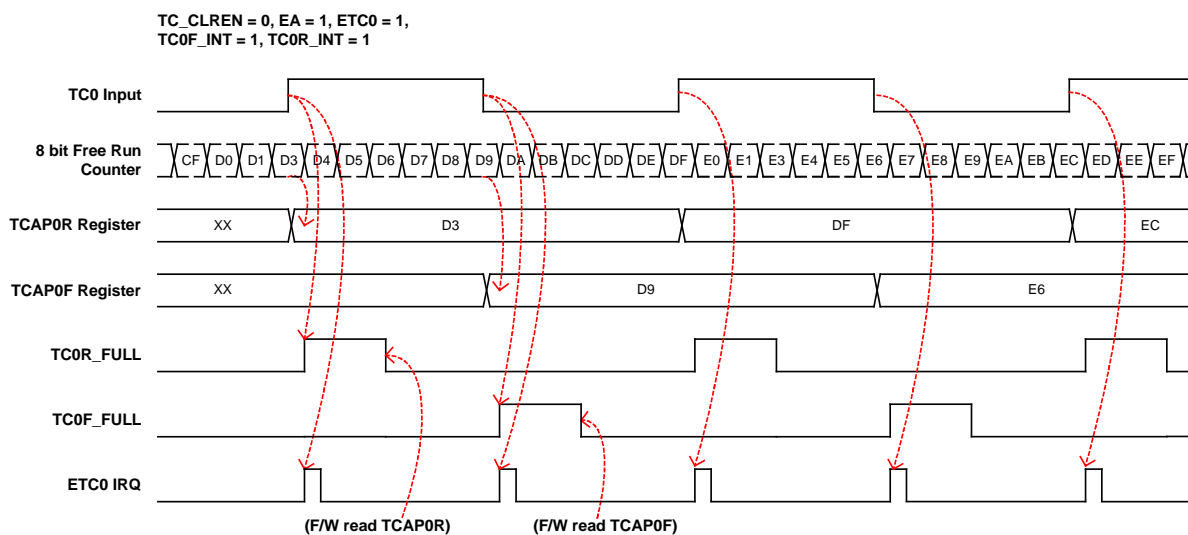 TC_CLREN = 0, EA = 1, ETC0 = 1,
TC0F_INT = 1, TC0R_INT = 1
TC0 Input
8 bit Free Run
Counter
CF D0 D1 D3 D4 D5 D6 D7 D8 D9 DA DB DC DD DE DF E0 E1 E3 E4 E5 E6 E7 E8 E9 EA EB EC ED EE EF
TCAP0R Register XX D3 DF EC
TCAP0F Register XX D9 E6
TC0R_FULL
TC0F_FULL
ETC0 IRQ
(F/W read TCAP0R) (F/W read TCAP0F)